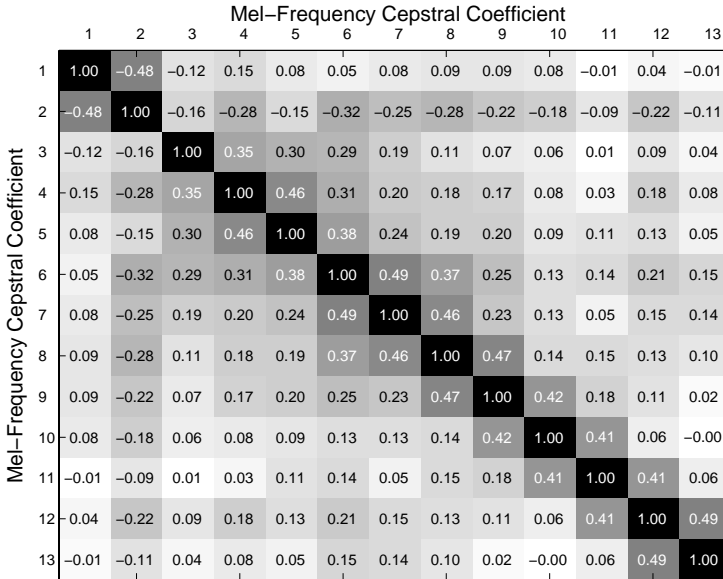 Mel−Frequency Cepstral Coefficient
1 2 3 4 5 6 7 8 9 10 11 12 13
Mel−Frequency Cepstral Coefficient
1 1.00 −0.48 −0.12 0.15 0.08 0.05 0.08 0.09 0.09 0.08 −0.01 0.04 −0.01
2 −0.48 1.00 −0.16 −0.28 −0.15 −0.32 −0.25 −0.28 −0.22 −0.18 −0.09 −0.22 −0.11
3 −0.12 −0.16 1.00 0.35 0.30 0.29 0.19 0.11 0.07 0.06 0.01 0.09 0.04
4 0.15 −0.28 0.35 1.00 0.46 0.31 0.20 0.18 0.17 0.08 0.03 0.18 0.08
5 0.08 −0.15 0.30 0.46 1.00 0.38 0.24 0.19 0.20 0.09 0.11 0.13 0.05
6 0.05 −0.32 0.29 0.31 0.38 1.00 0.49 0.37 0.25 0.13 0.14 0.21 0.15
7 0.08 −0.25 0.19 0.20 0.24 0.49 1.00 0.46 0.23 0.13 0.05 0.15 0.14
8 0.09 −0.28 0.11 0.18 0.19 0.37 0.46 1.00 0.47 0.14 0.15 0.13 0.10
9 0.09 −0.22 0.07 0.17 0.20 0.25 0.23 0.47 1.00 0.42 0.18 0.11 0.02
10 0.08 −0.18 0.06 0.08 0.09 0.13 0.13 0.14 0.42 1.00 0.41 0.06 −0.00
11 −0.01 −0.09 0.01 0.03 0.11 0.14 0.05 0.15 0.18 0.41 1.00 0.41 0.06
12 0.04 −0.22 0.09 0.18 0.13 0.21 0.15 0.13 0.11 0.06 0.41 1.00 0.49
13 −0.01 −0.11 0.04 0.08 0.05 0.15 0.14 0.10 0.02 −0.00 0.06 0.49 1.00